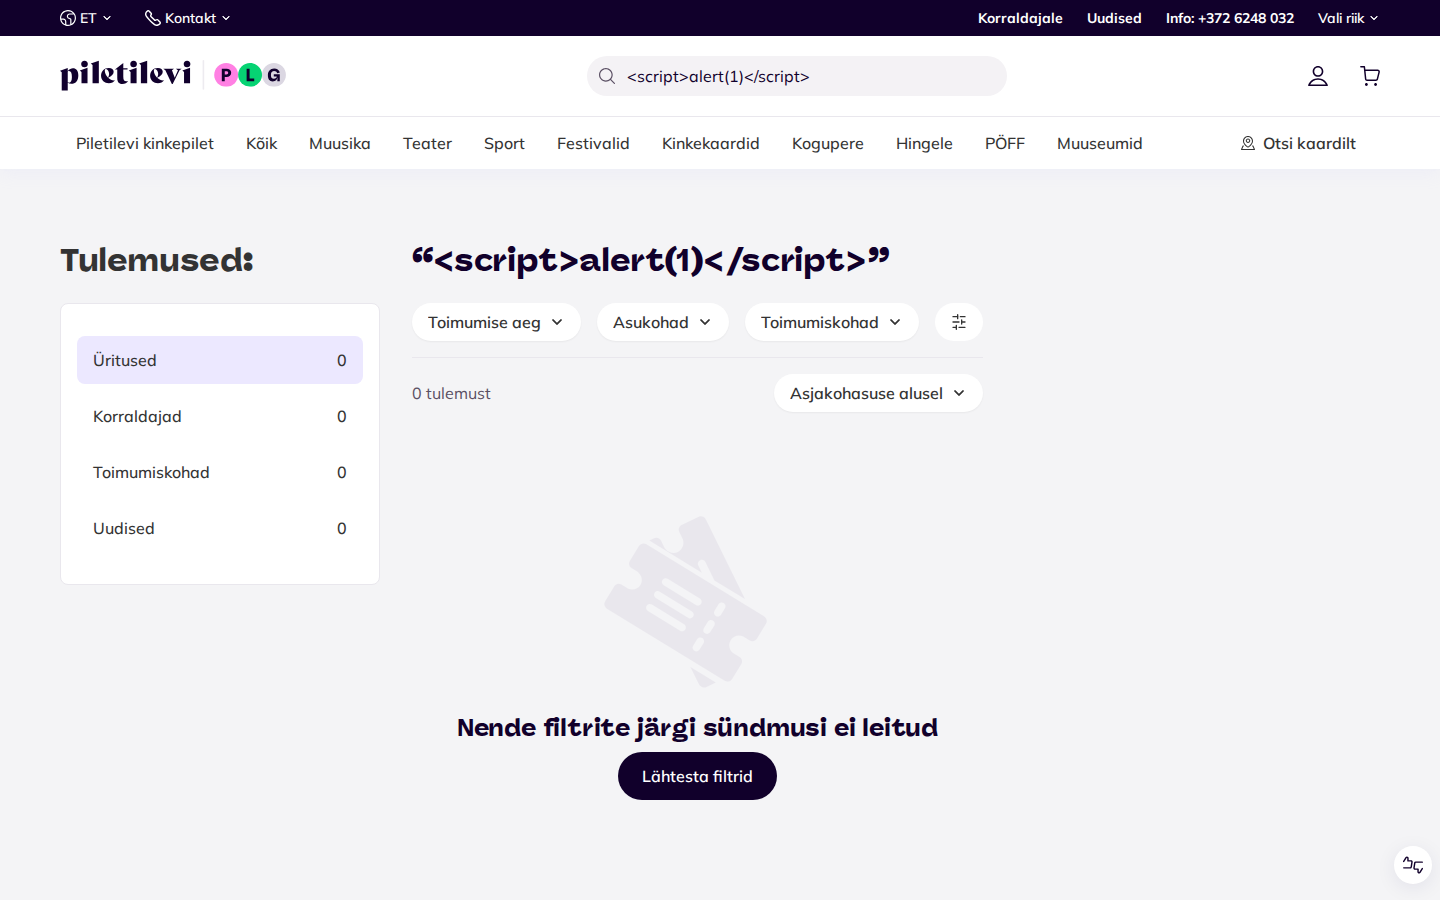 ET
Kontakt
Korraldajale
Uudised
Info: +372 6248 032
Vali riik
piletilevi
P L G
<script>alert(1)</script>
Piletilevi kinkepilet
Kõik
Muusika
Teater
Sport
Festivalid
Kinkekaardid
Kogupere
Hingele
PÖFF
Muuseumid
Otsi kaardilt
Tulemused:
“<script>alert(1)</script>”
Üritused 0
Korraldajad 0
Toimumiskohad 0
Uudised 0
Toimumise aeg
Asukohad
Toimumiskohad
0 tulemust
Asjakohasuse alusel
Nende filtrite järgi sündmusi ei leitud
Lähtesta filtrid